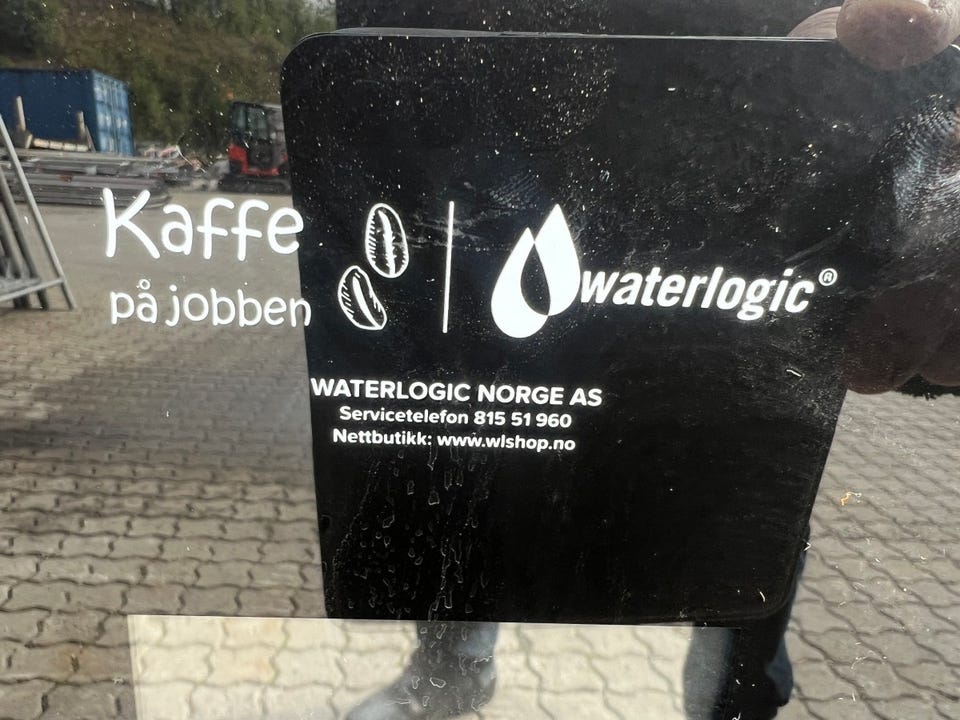 Kaffe
på jobben
waterlogic®
WATERLOGIC NORGE AS
Servicetelefon 815 51 960
Nettbutikk: www.wlshop.no